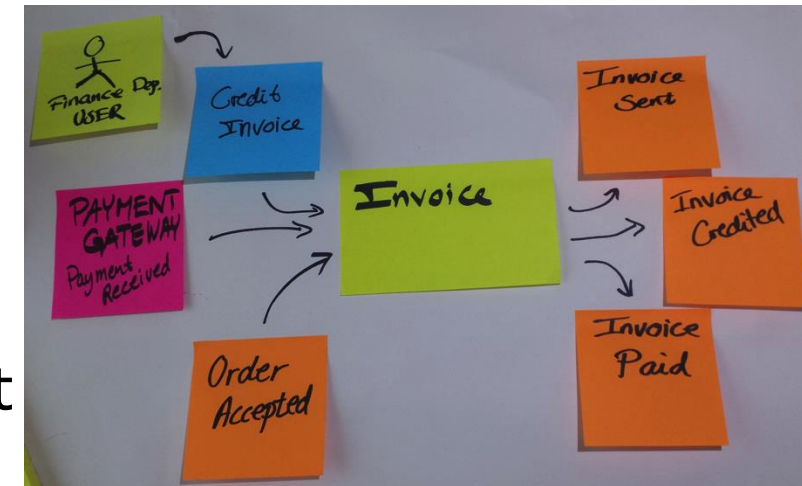 Finance Dep.
USER
Credit
Invoice
PAYMENT
GATEWAY
Payment
Received
Order
Accepted
Invoice
Invoice
Sent
Invoice
Credited
Invoice
Paid
t